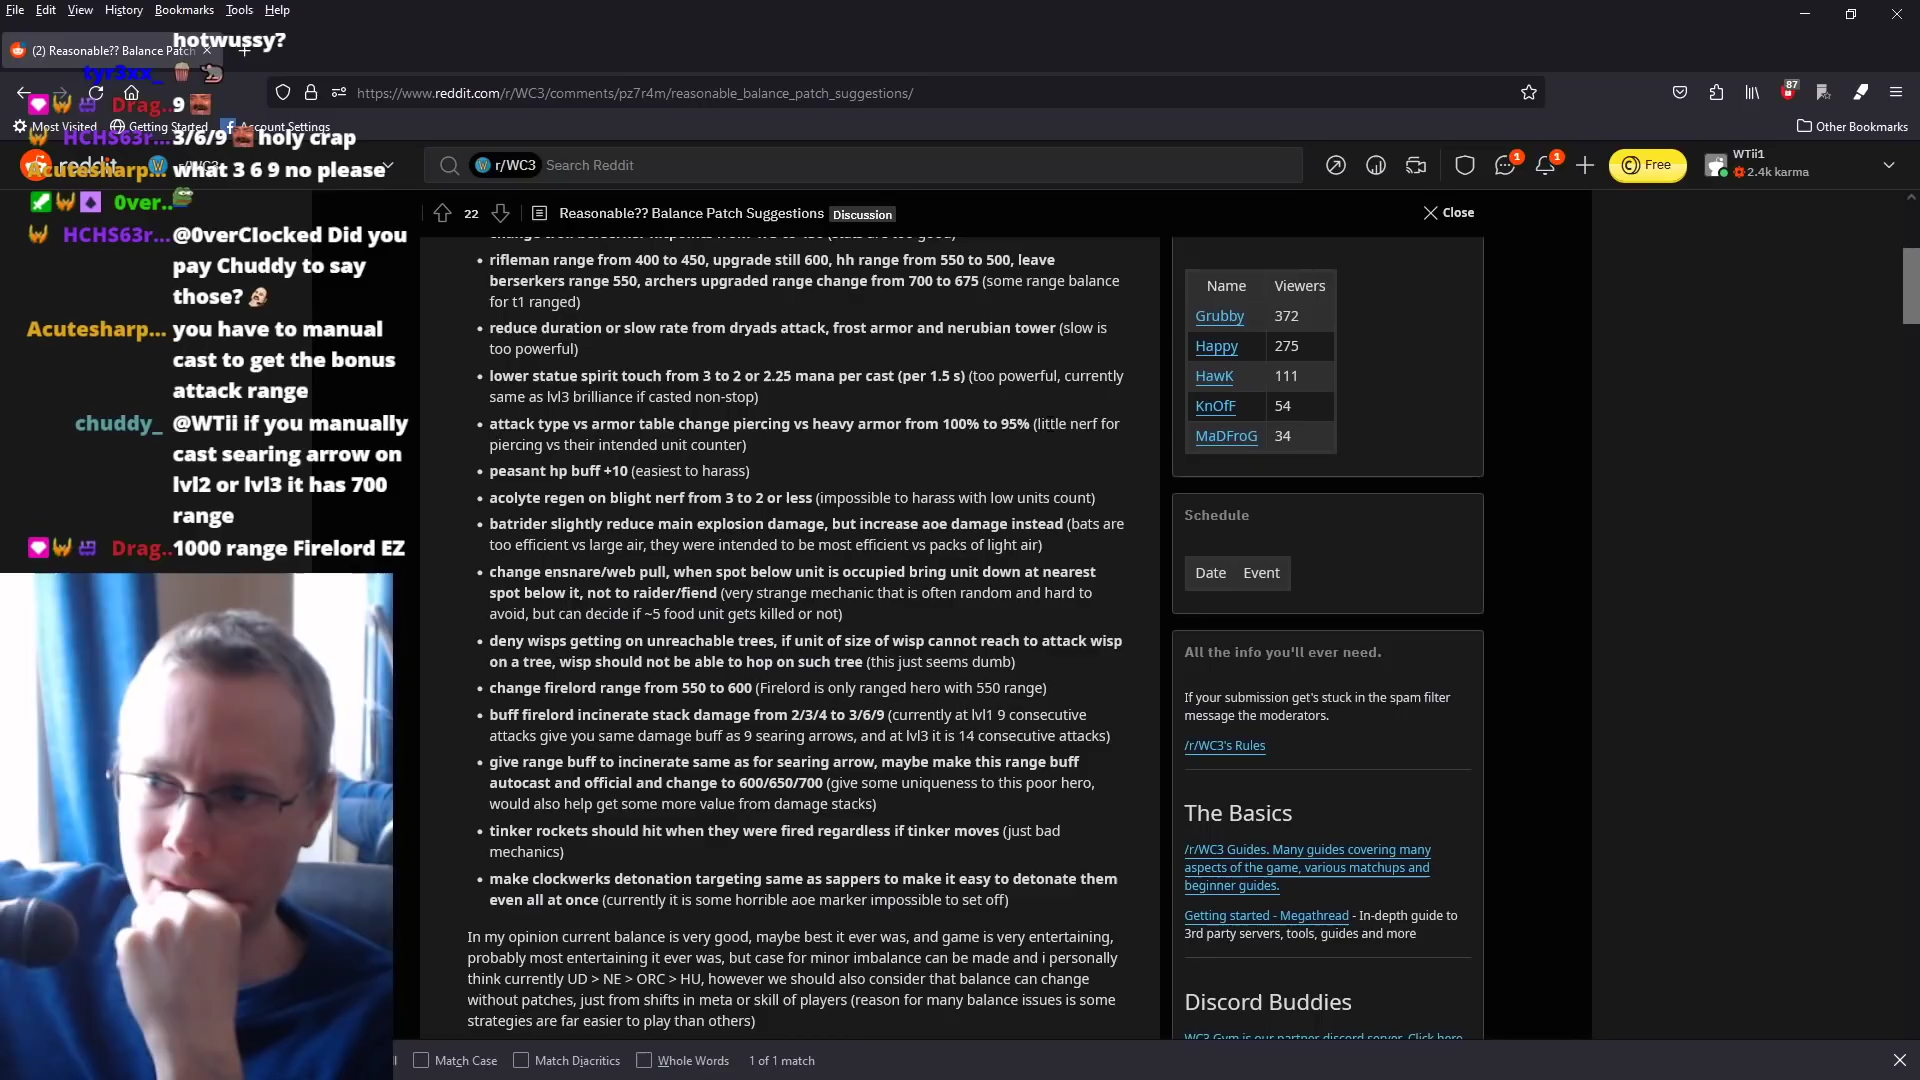 File Edit View History Bookmarks Tools Help
(2) Reasonable?? Balance Patch
https://www.reddit.com/r/WC3/comments/pz7r4m/reasonable_balance_patch_suggestions/
87
Most Visited Getting Started Account Settings
Other Bookmarks
reddit
r/WC3 Search Reddit
1
1
Free
WTii1
2.4k karma
hotwussy?
tyr3xx_
Drag.. 9
HCHS63r... 3/6/9 holy crap
Acutesharp... what 3 6 9 no please
0ver..
HCHS63r... @0verClocked Did you
pay Chuddy to say
those?
Acutesharp... you have to manual
cast to get the bonus
attack range
chuddy_ @WTii if you manually
cast searing arrow on
lvl2 or lvl3 it has 700
range
Drag.. 1000 range Firelord EZ
22 Reasonable?? Balance Patch Suggestions Discussion
Close
• rifleman range from 400 to 450, upgrade still 600, hh range from 550 to 500, leave
berserkers range 550, archers upgraded range change from 700 to 675 (some range balance
for t1 ranged)
• reduce duration or slow rate from dryads attack, frost armor and nerubian tower (slow is
too powerful)
• lower statue spirit touch from 3 to 2 or 2.25 mana per cast (per 1.5 s) (too powerful, currently
same as lvl3 brilliance if casted non-stop)
• attack type vs armor table change piercing vs heavy armor from 100% to 95% (little nerf for
piercing vs their intended unit counter)
• peasant hp buff +10 (easiest to harass)
• acolyte regen on blight nerf from 3 to 2 or less (impossible to harass with low units count)
• batrider slightly reduce main explosion damage, but increase aoe damage instead (bats are
too efficient vs large air, they were intended to be most efficient vs packs of light air)
• change ensnare/web pull, when spot below unit is occupied bring unit down at nearest
spot below it, not to raider/fiend (very strange mechanic that is often random and hard to
avoid, but can decide if ~5 food unit gets killed or not)
• deny wisps getting on unreachable trees, if unit of size of wisp cannot reach to attack wisp
on a tree, wisp should not be able to hop on such tree (this just seems dumb)
• change firelord range from 550 to 600 (Firelord is only ranged hero with 550 range)
• buff firelord incinerate stack damage from 2/3/4 to 3/6/9 (currently at lvl1 9 consecutive
attacks give you same damage buff as 9 searing arrows, and at lvl3 it is 14 consecutive attacks)
• give range buff to incinerate same as for searing arrow, maybe make this range buff
autocast and official and change to 600/650/700 (give some uniqueness to this poor hero,
would also help get some more value from damage stacks)
• tinker rockets should hit when they were fired regardless if tinker moves (just bad
mechanics)
• make clockwerks detonation targeting same as sappers to make it easy to detonate them
even all at once (currently it is some horrible aoe marker impossible to set off)
In my opinion current balance is very good, maybe best it ever was, and game is very entertaining,
probably most entertaining it ever was, but case for minor imbalance can be made and i personally
think currently UD > NE > ORC > HU, however we should also consider that balance can change
without patches, just from shifts in meta or skill of players (reason for many balance issues is some
strategies are far easier to play than others)
Name Viewers
Grubby 372
Happy 275
HawK 111
KnOfF 54
MaDFroG 34
Schedule
Date Event
All the info you'll ever need.
If your submission get's stuck in the spam filter
message the moderators.
/r/WC3's Rules
The Basics
/r/WC3 Guides. Many guides covering many
aspects of the game, various matchups and
beginner guides.
Getting started - Megathread - In-depth guide to
3rd party servers, tools, guides and more
Discord Buddies
WC3 Gym is our partner discord server. Click here
Match Case Match Diacritics Whole Words 1 of 1 match